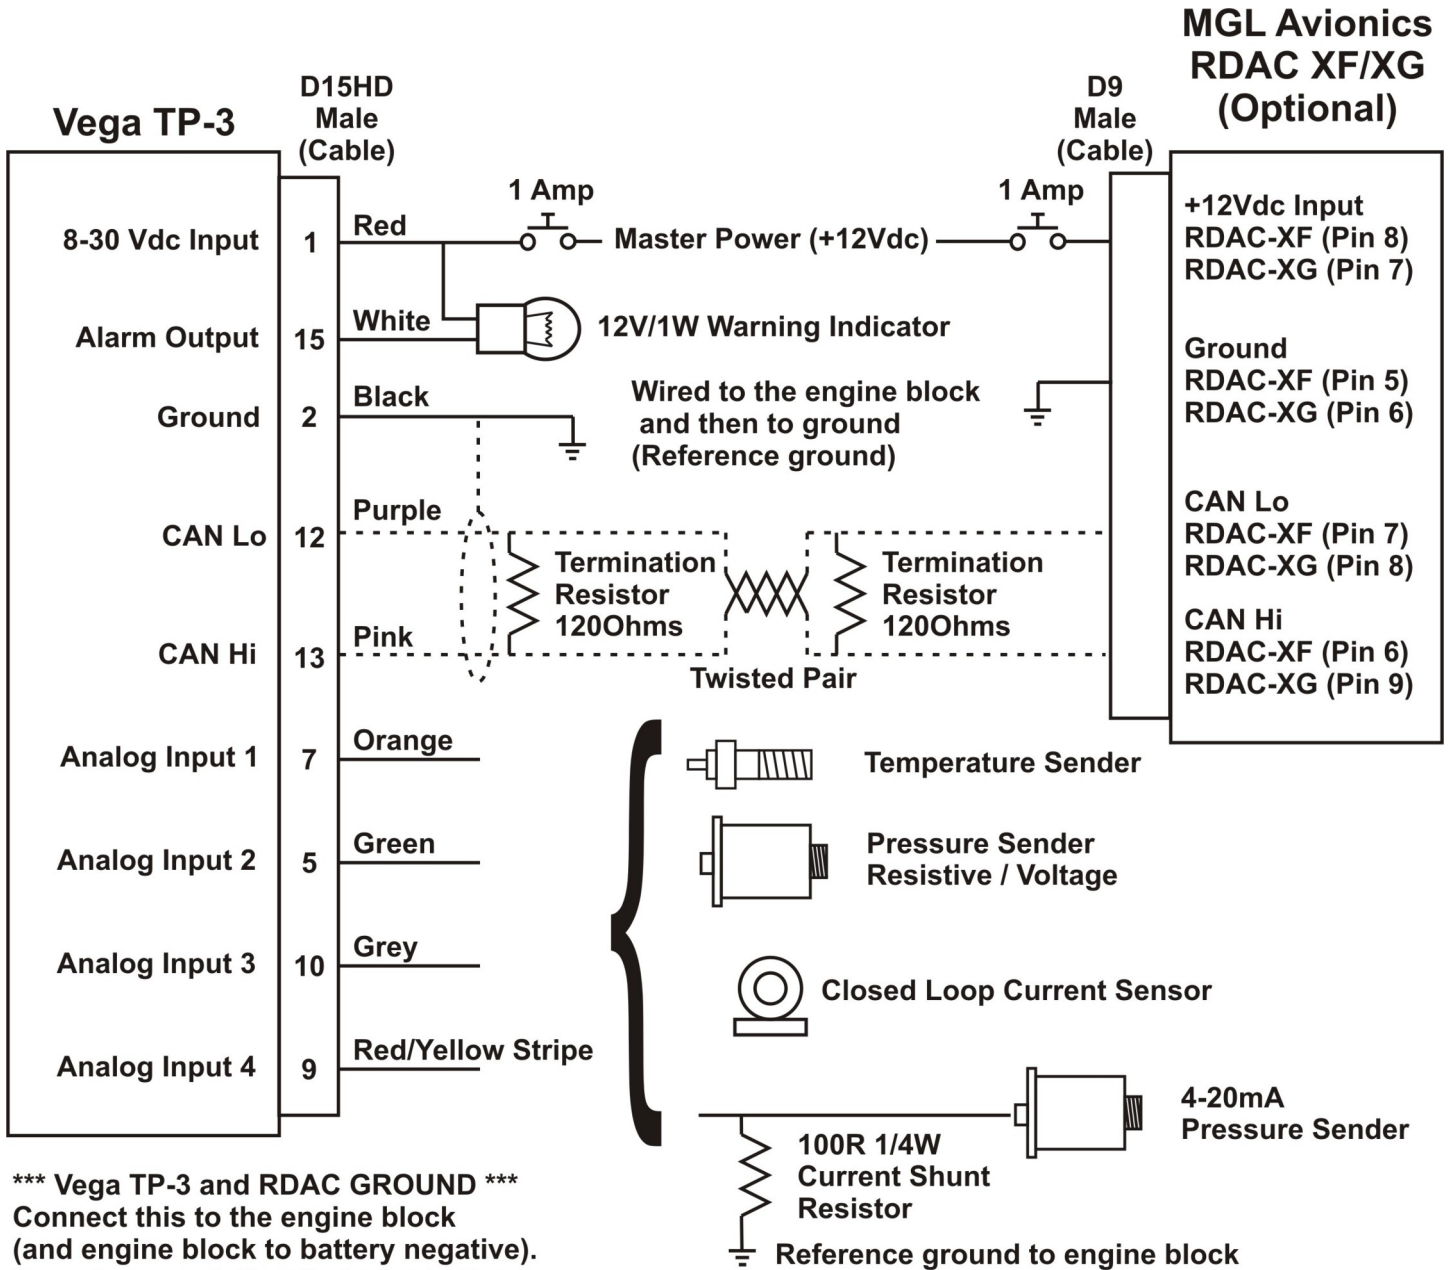 MGL Avionics
RDAC XF/XG
(Optional)
D15HD
Male
(Cable)
D9
Male
(Cable)
Vega TP-3
1 Amp
1 Amp
8-30 Vdc Input
1
Red
Master Power (+12Vdc)
+12Vdc Input
RDAC-XF (Pin 8)
RDAC-XG (Pin 7)
Alarm Output
15
White
12V/1W Warning Indicator
Ground
2
Black
Wired to the engine block
and then to ground
(Reference ground)
Ground
RDAC-XF (Pin 5)
RDAC-XG (Pin 6)
CAN Lo
12
Purple
Termination
Resistor
120Ohms
Termination
Resistor
120Ohms
CAN Lo
RDAC-XF (Pin 7)
RDAC-XG (Pin 8)
CAN Hi
13
Pink
Twisted Pair
CAN Hi
RDAC-XF (Pin 6)
RDAC-XG (Pin 9)
Analog Input 1
7
Orange
Temperature Sender
Analog Input 2
5
Green
Pressure Sender
Resistive / Voltage
Analog Input 3
10
Grey
Closed Loop Current Sensor
Analog Input 4
9
Red/Yellow Stripe
4-20mA
Pressure Sender
100R 1/4W
Current Shunt
Resistor
Reference ground to engine block
*** Vega TP-3 and RDAC GROUND ***
Connect this to the engine block
(and engine block to battery negative).